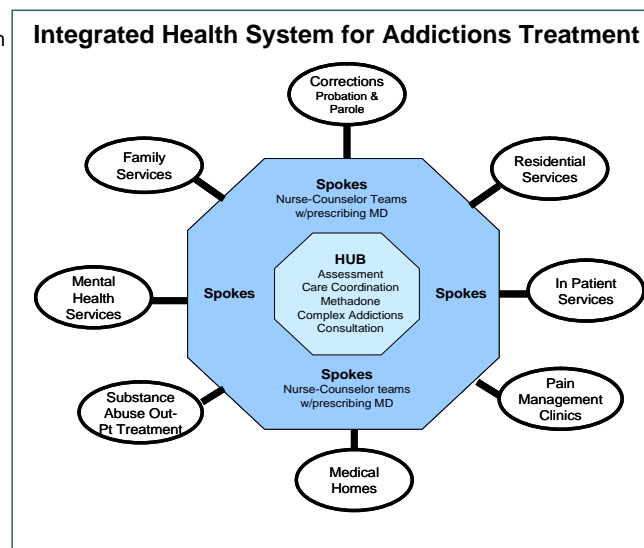 n
Integrated Health System for Addictions Treatment
Corrections
Probation &
Parole
Family
Services
Residential
Services
Spokes
Nurse-Counselor Teams
w/prescribing MD
HUB
Assessment
Care Coordination
Methadone
Complex Addictions
Consultation
Mental
Health
Services
Spokes
Spokes
In Patient
Services
Spokes
Nurse-Counselor teams
w/prescribing MD
Substance
Abuse Out-
Pt Treatment
Pain
Management
Clinics
Medical
Homes